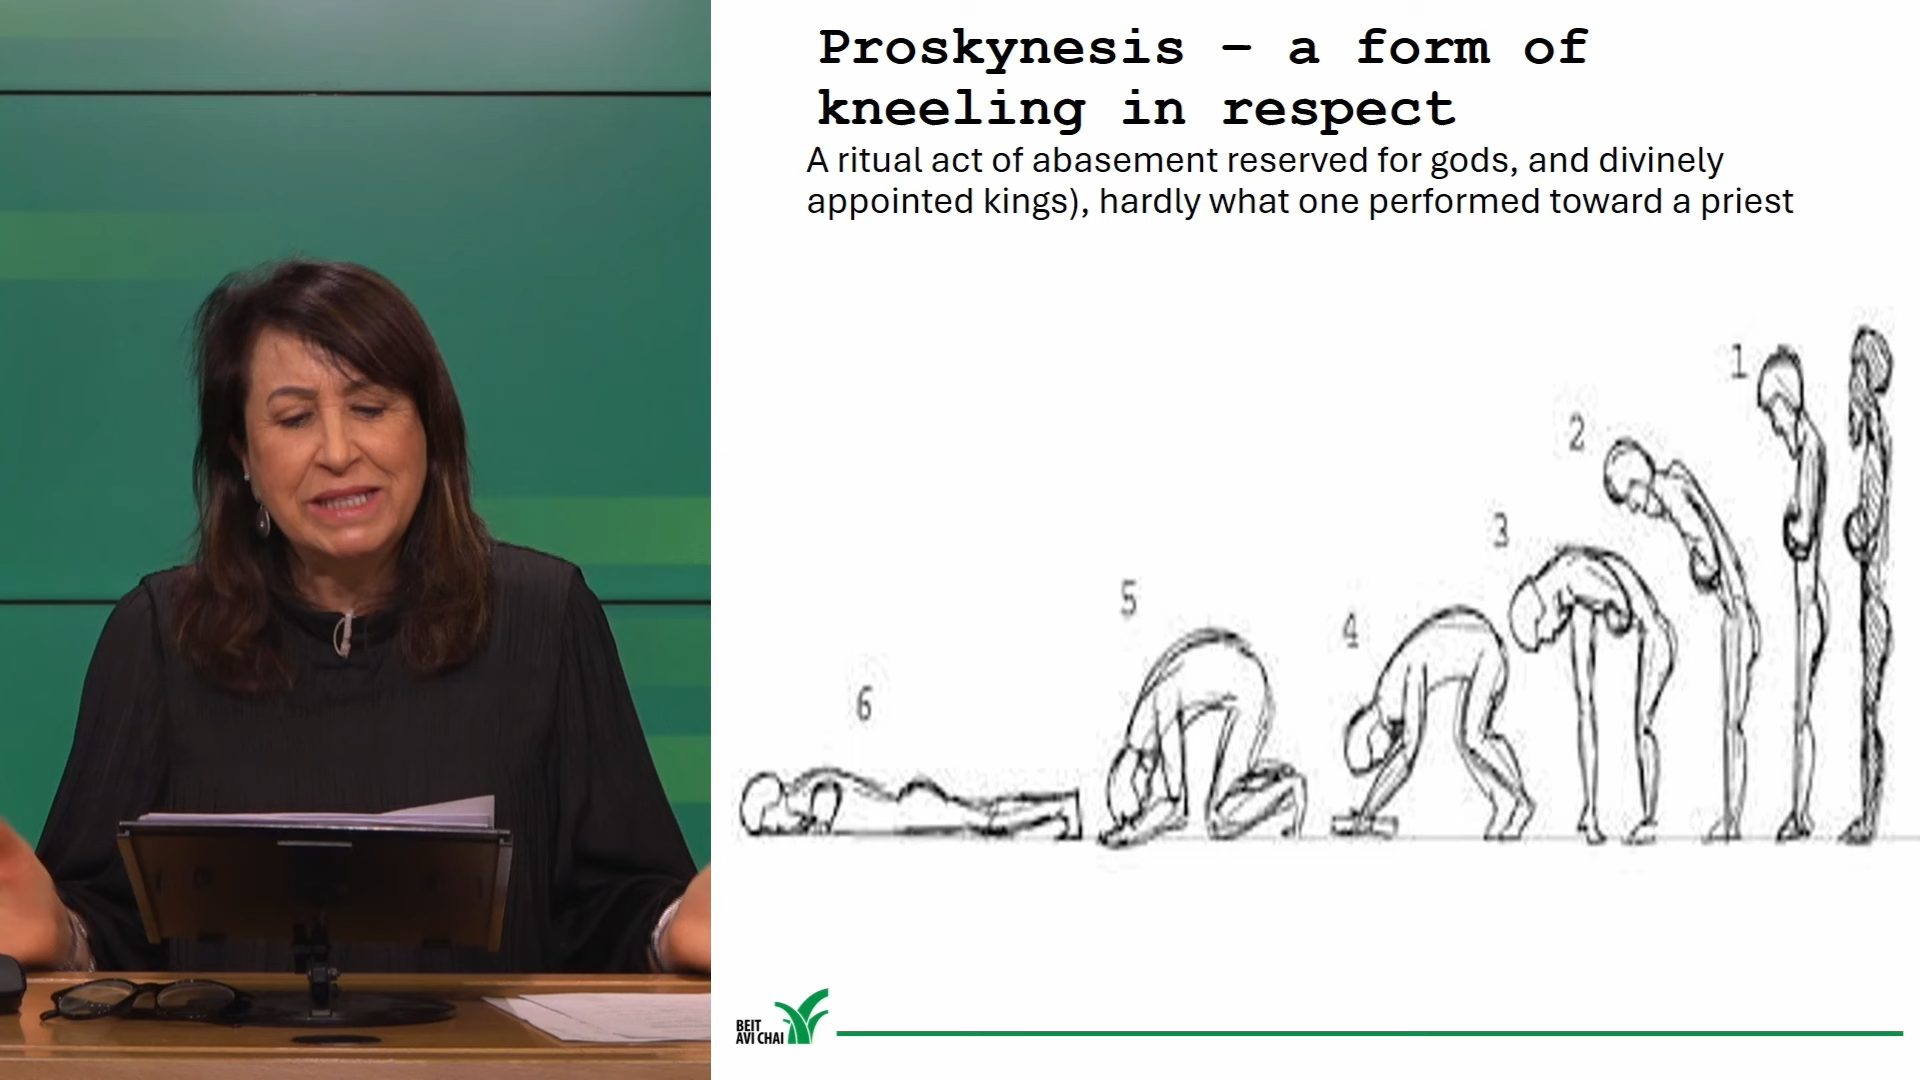 Proskynesis – a form of
kneeling in respect
A ritual act of abasement reserved for gods, and divinely
appointed kings), hardly what one performed toward a priest
1
2
3
4
5
6
BEIT
AVI CHAI